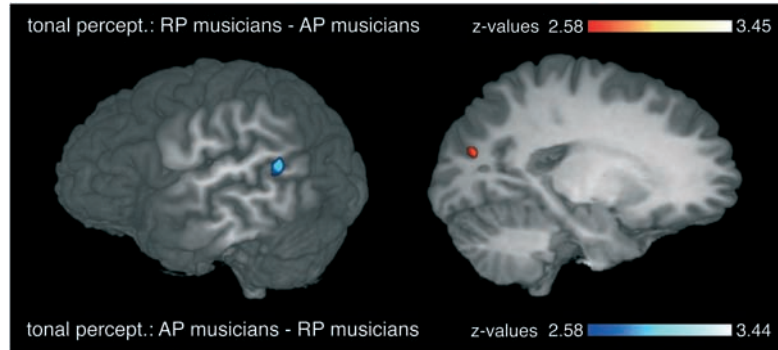 tonal percept.: RP musicians - AP musicians z-values 2.58 3.45
tonal percept.: AP musicians - RP musicians z-values 2.58 3.44